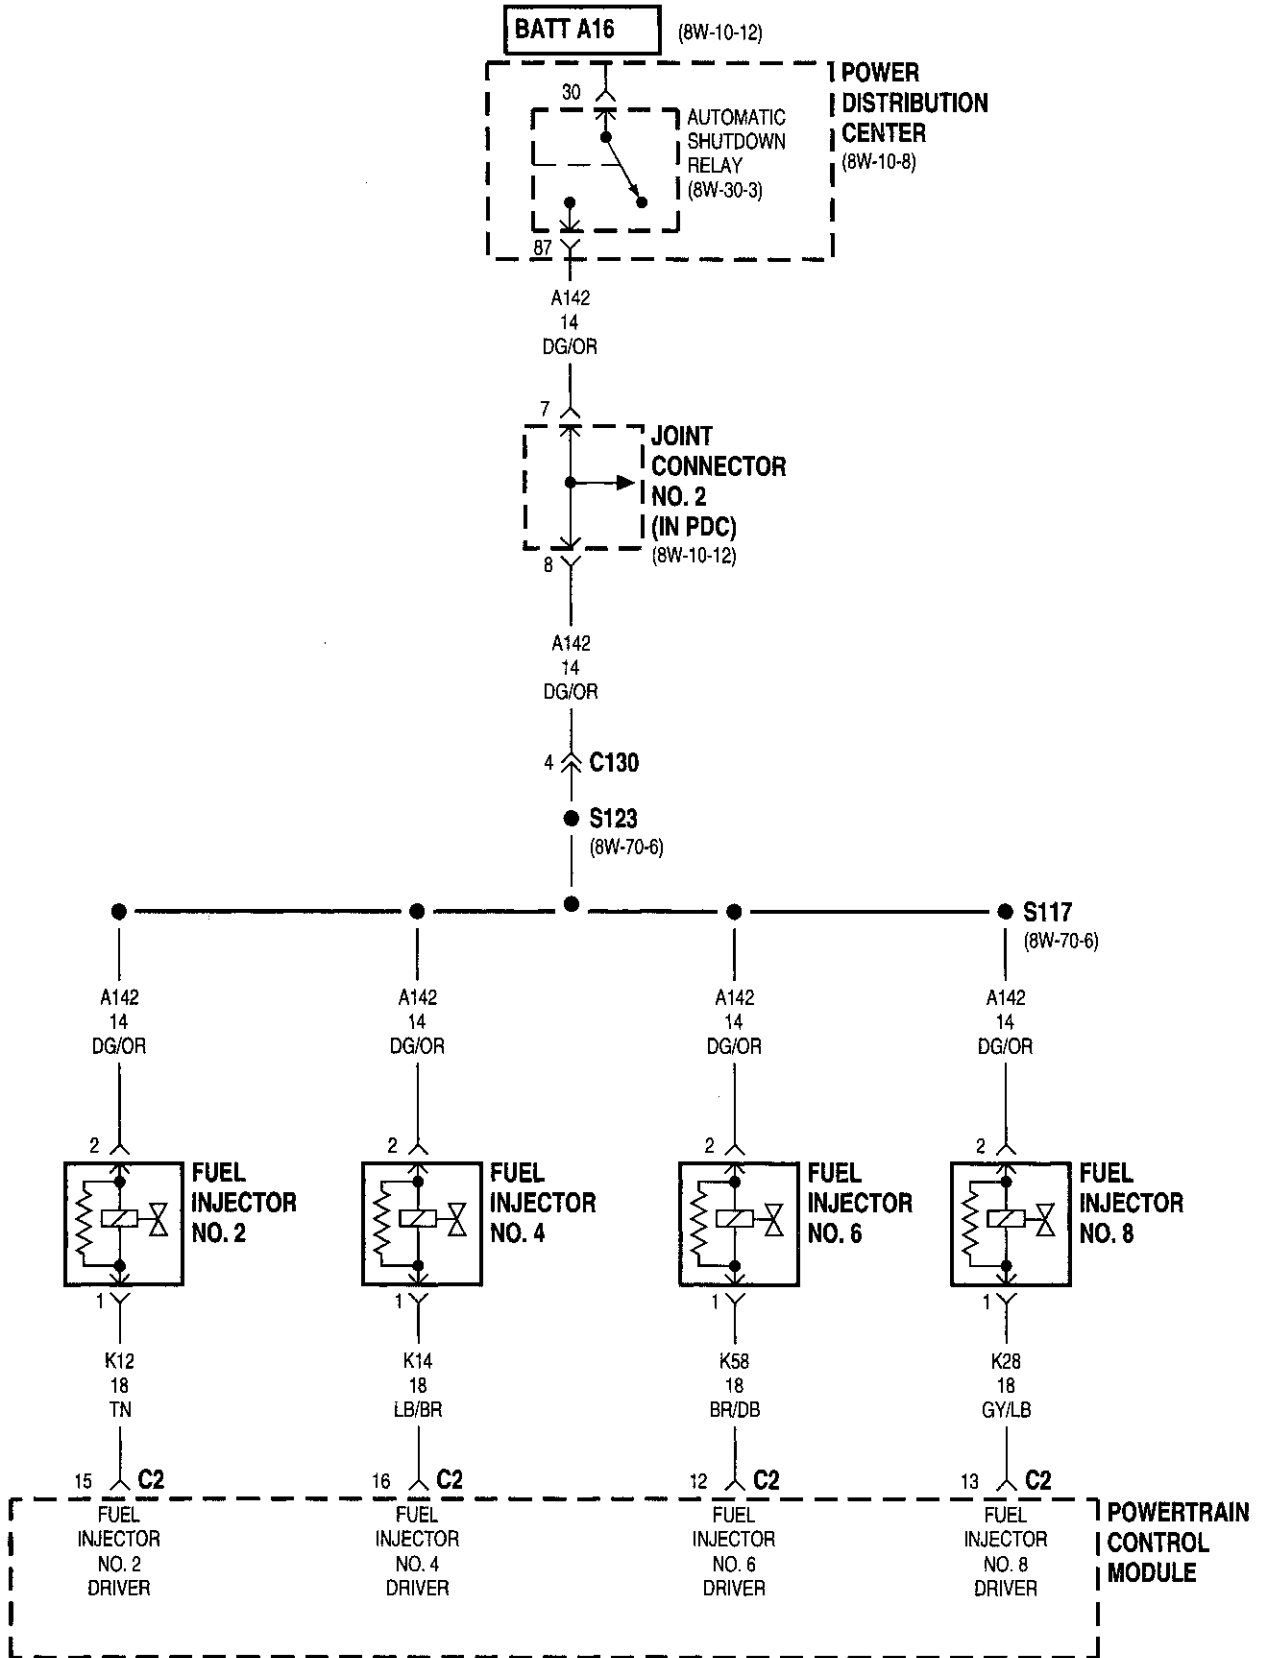 BATT A16 (8W-10-12)
POWER
DISTRIBUTION
CENTER
(8W-10-8)
30
AUTOMATIC
SHUTDOWN
RELAY
(8W-30-3)
87
A142
14
DG/OR
7
JOINT
CONNECTOR
NO. 2
(IN PDC)
(8W-10-12)
8
A142
14
DG/OR
4 C130
S123
(8W-70-6)
S117
(8W-70-6)
A142 A142 A142 A142
14 14 14 14
DG/OR DG/OR DG/OR DG/OR
2 2 2 2
FUEL FUEL FUEL FUEL
INJECTOR INJECTOR INJECTOR INJECTOR
NO. 2 NO. 4 NO. 6 NO. 8
1 1 1 1
K12 K14 K58 K28
18 18 18 18
TN LB/BR BR/DB GY/LB
15 C2 16 C2 12 C2 13 C2
FUEL FUEL FUEL FUEL
INJECTOR INJECTOR INJECTOR INJECTOR
NO. 2 NO. 4 NO. 6 NO. 8
DRIVER DRIVER DRIVER DRIVER
POWERTRAIN
CONTROL
MODULE